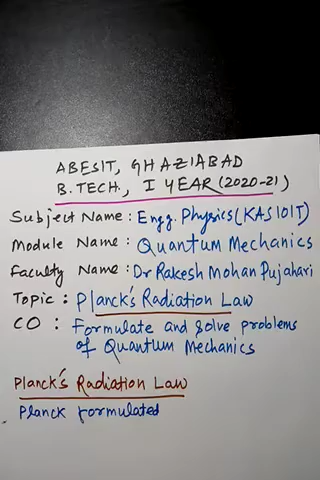 ABESIT, GHAZIABAD
B.TECH., I YEAR (2020-21)
Subject Name: Engg. Physics (KAS101T)
Module Name: Quantum Mechanics
Faculty Name: Dr Rakesh Mohan Pujahari
Topic: Planck's Radiation Law
CO: Formulate and solve problems
of Quantum Mechanics
Planck's Radiation Law
Planck formulated